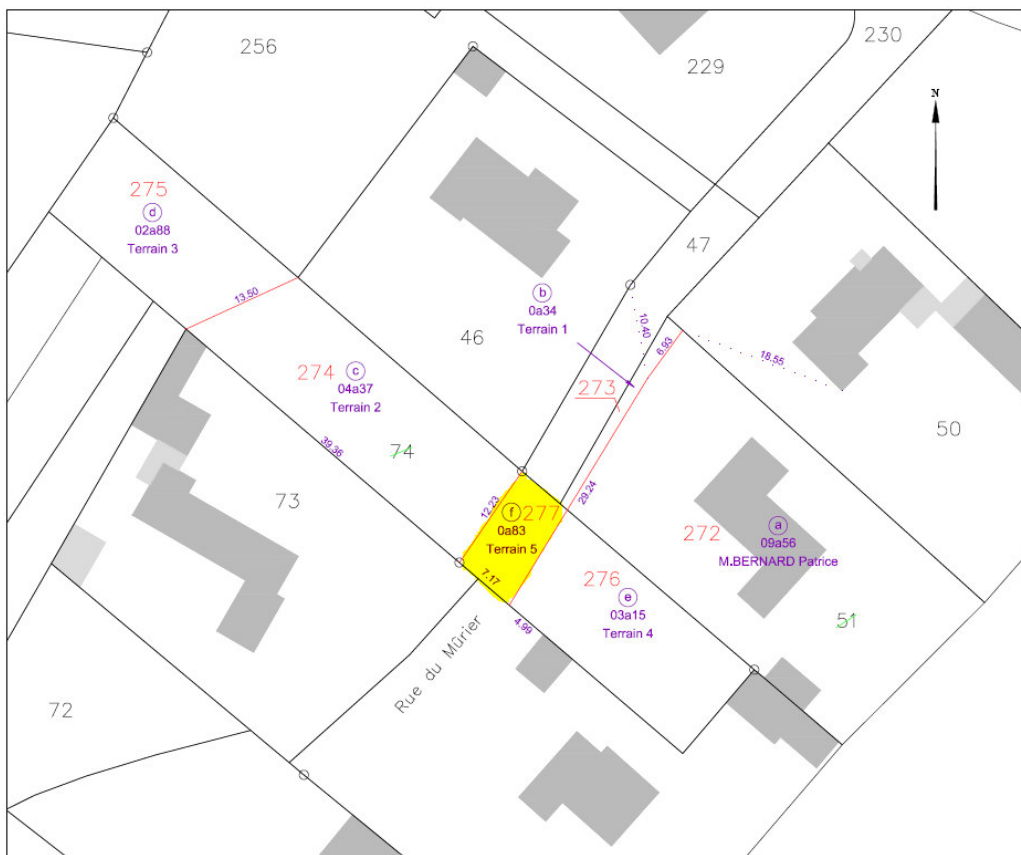 256
230
229
N
275
d
02a88
Terrain 3
47
13.50
b
0a34
Terrain 1
10.40
46
6.93
18.55
274
c
04a37
Terrain 2
273
50
39.36
74
73
29.24
12.23
f
277
0a83
Terrain 5
272
a
09a56
M.BERNARD Patrice
7.17
276
e
03a15
Terrain 4
51
4.99
Rue du Mûrier
72